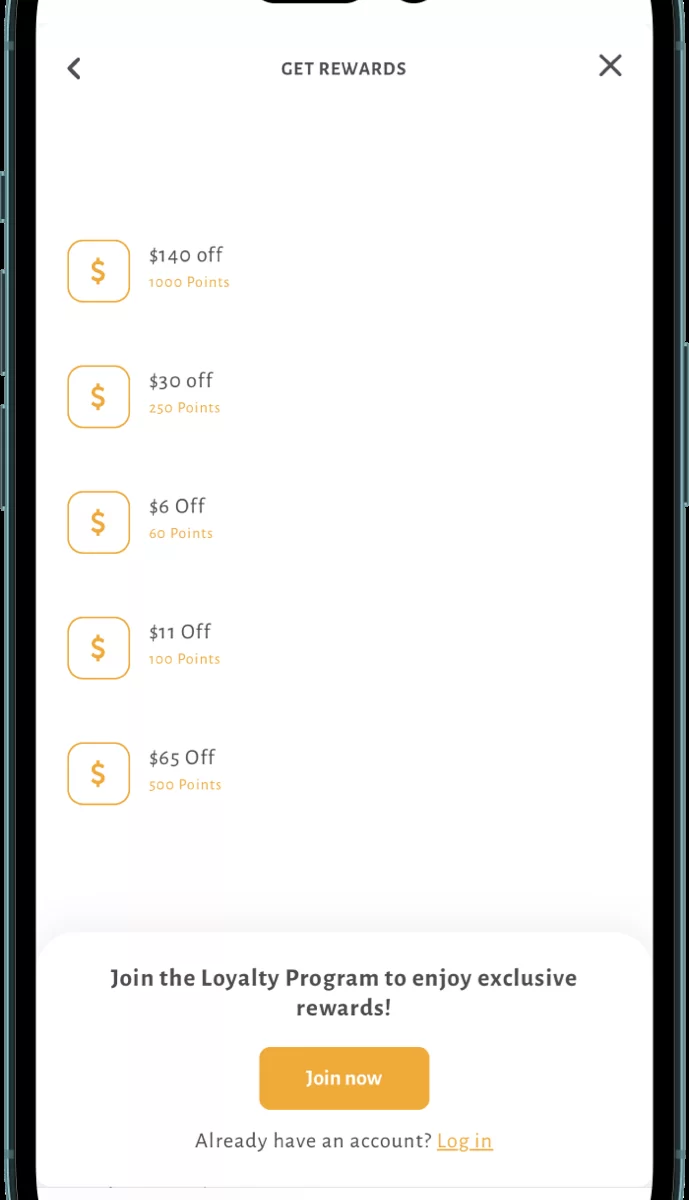 GET REWARDS
$
$140 off
1000 Points
$
$30 off
250 Points
$
$6 Off
60 Points
$
$11 Off
100 Points
$
$65 Off
500 Points
Join the Loyalty Program to enjoy exclusive
rewards!
Join now
Already have an account? Log in